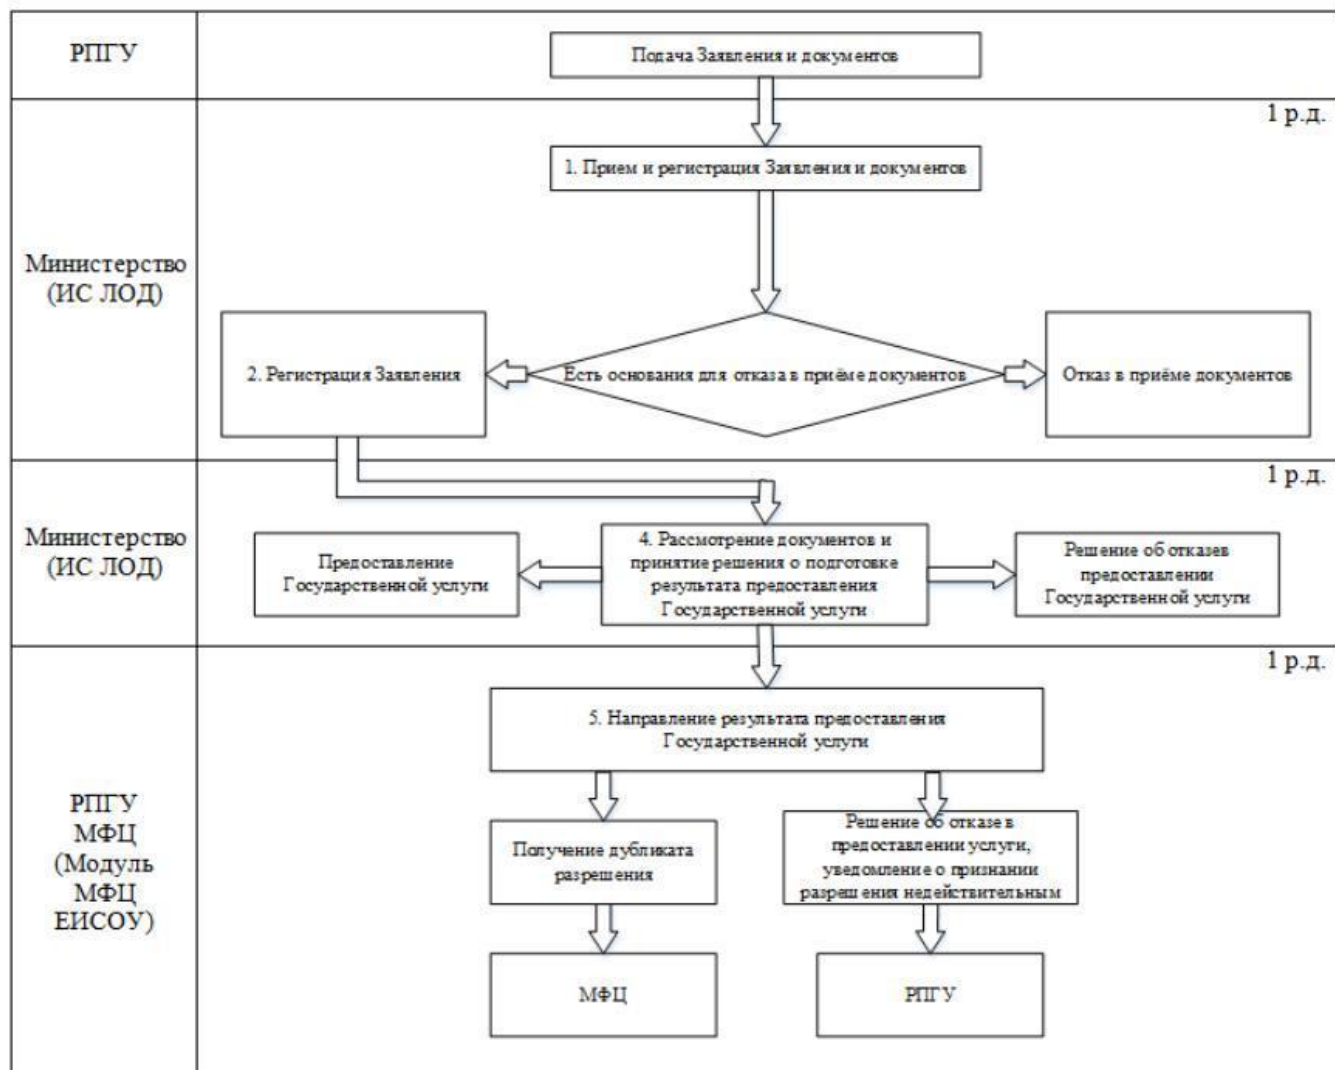 РПГУ
Подача Заявления и документов
1 р.д.
1. Прием и регистрация Заявления и документов
Министерство
(ИС ЛОД)
2. Регистрация Заявления
Есть основания для отказа в приёме документов
Отказ в приёме документов
1 р.д.
Министерство
(ИС ЛОД)
Предоставление
Государственной услуги
4. Рассмотрение документов и
принятие решения о подготовке
результата предоставления
Государственной услуги
Решение об отказев
предоставлении
Государственной услуги
1 р.д.
5. Направление результата предоставления
Государственной услуги
РПГУ
МФЦ
(Модуль
МФЦ
ЕИСОУ)
Получение дубликата
разрешения
Решение об отказе в
предоставлении услуги,
уведомление о признании
разрешения недействительным
МФЦ
РПГУ